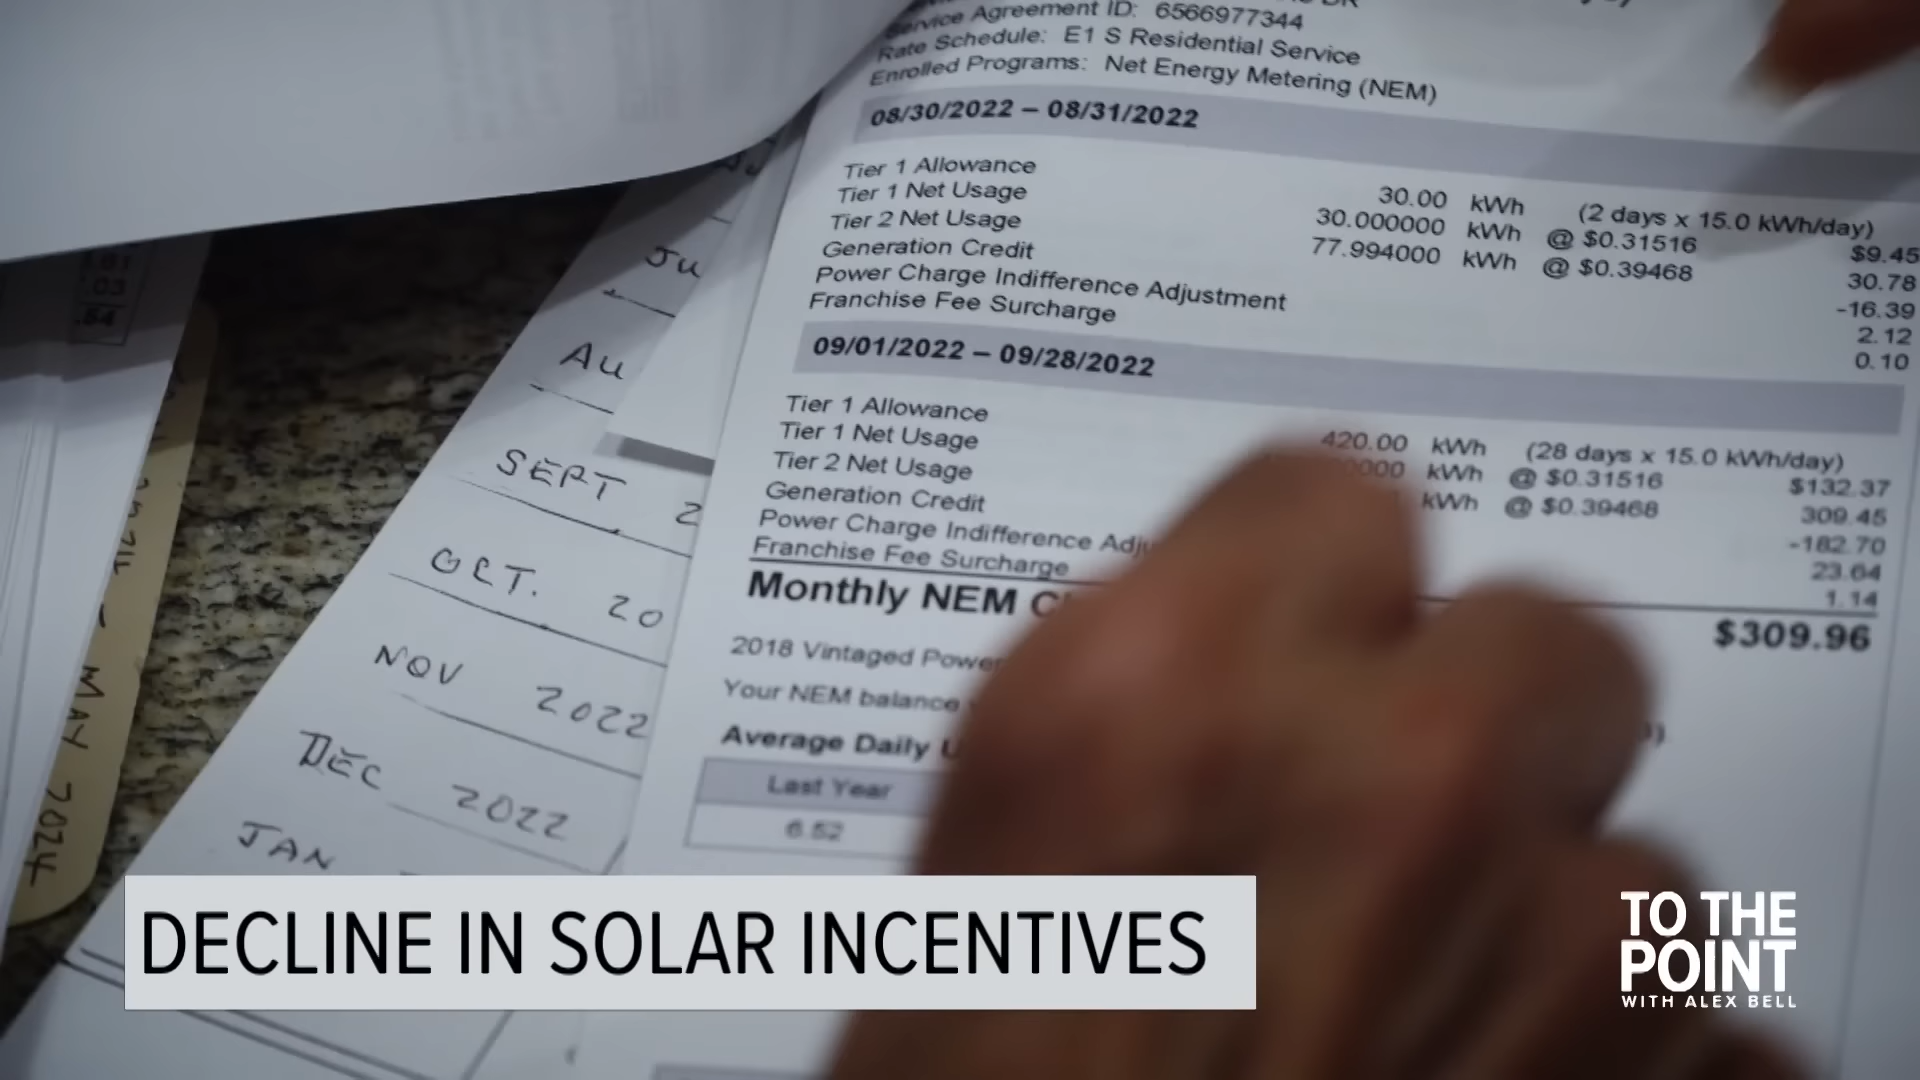 Service Agreement ID: 6566977344
Rate Schedule: E1 S Residential Service
Enrolled Programs: Net Energy Metering (NEM)
08/30/2022 – 08/31/2022
Tier 1 Allowance 30.00 kWh (2 days x 15.0 kWh/day)
Tier 1 Net Usage 30.000000 kWh @ $0.31516 $9.45
Tier 2 Net Usage 77.994000 kWh @ $0.39468 30.78
Generation Credit -16.39
Power Charge Indifference Adjustment 2.12
Franchise Fee Surcharge 0.10
09/01/2022 – 09/28/2022
Tier 1 Allowance 420.00 kWh (28 days x 15.0 kWh/day)
Tier 1 Net Usage kWh @ $0.31516 $132.37
Tier 2 Net Usage kWh @ $0.39468 309.45
Generation Credit -182.70
Power Charge Indifference 23.64
Franchise Fee Surcharge 1.14
Monthly NEM $309.96
2018 Vintaged
Your NEM balance
Average Daily
Last Year
6.52
SEPT
OCT. 20
NOV 2022
DEC 2022
JAN
MAY 2024
DECLINE IN SOLAR INCENTIVES
TO THE
POINT
WITH ALEX BELL